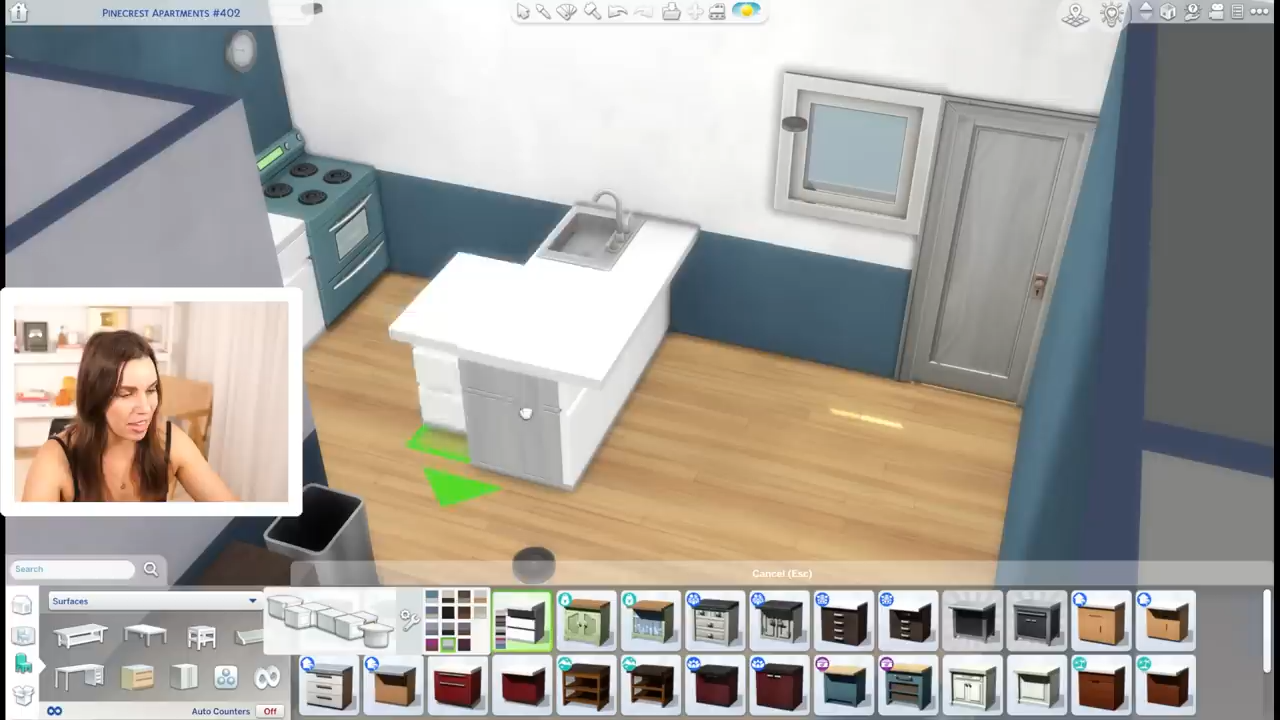 PINECREST APARTMENTS #402
Cancel (Esc)
Search
Surfaces
Auto Counters Off